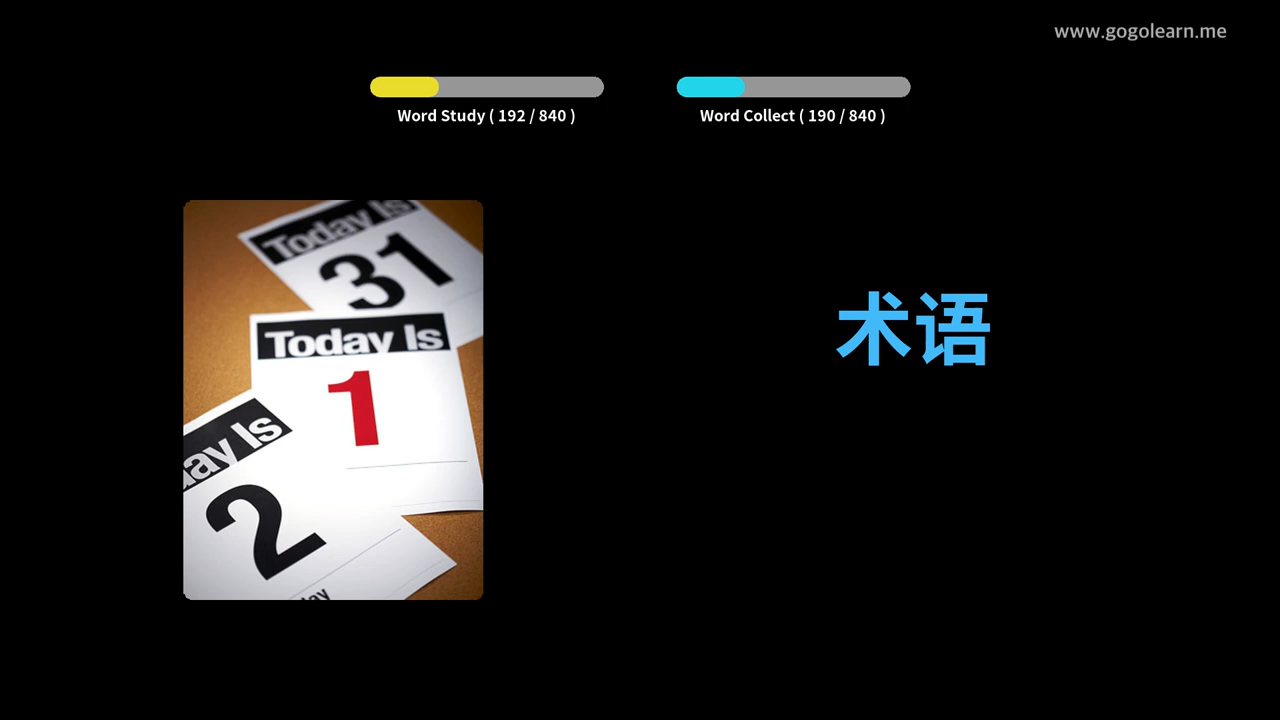 www.gogolearn.me
Word Study ( 192 / 840 )
Word Collect ( 190 / 840 )
Today Is
31
Today Is
1
ay Is
2
术语